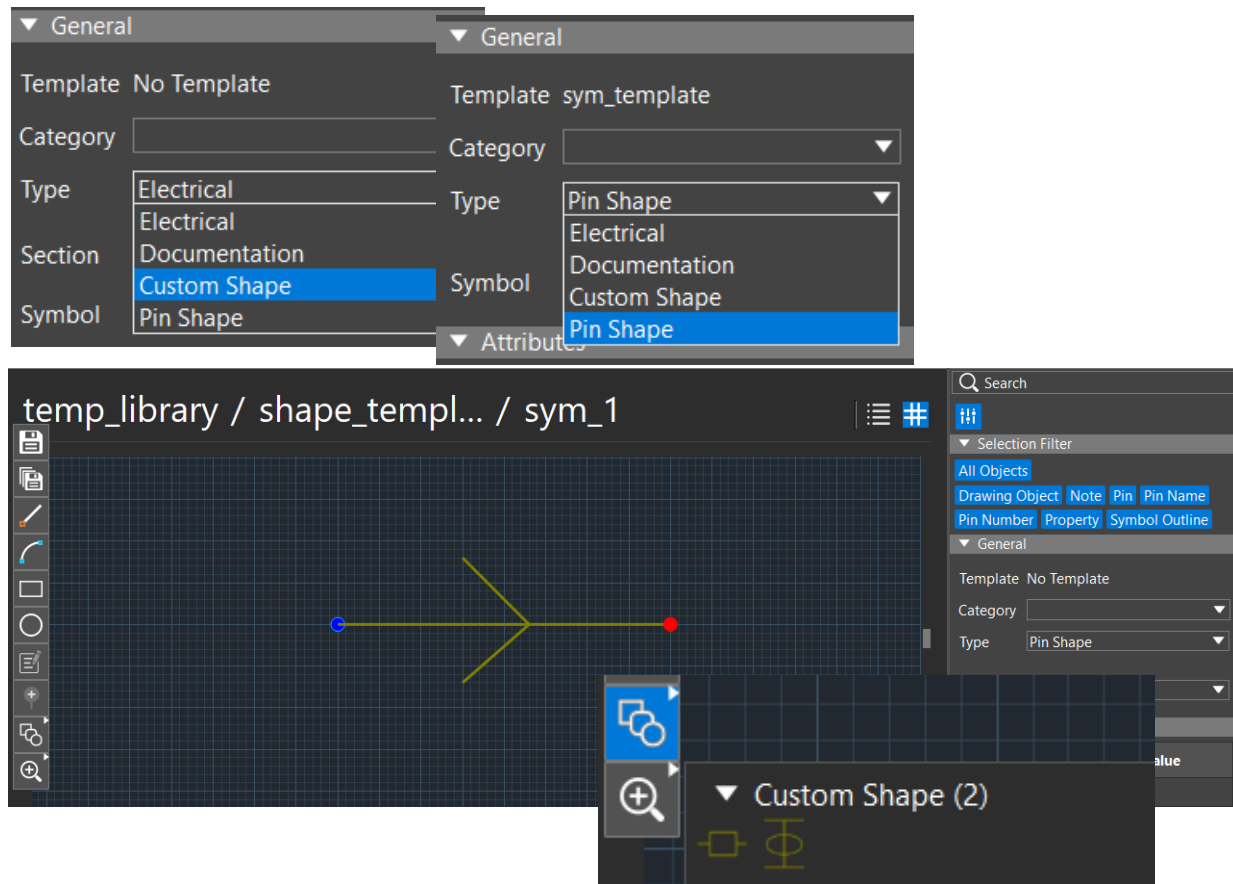 General
Template No Template
Category
Type Electrical
Electrical
Documentation
Section
Custom Shape
Symbol
Pin Shape
General
Template sym_template
Category
Type Pin Shape
Electrical
Documentation
Symbol
Custom Shape
Pin Shape
Attributes
temp_library / shape_templ... / sym_1
Search
Selection Filter
All Objects
Drawing Object Note Pin Pin Name
Pin Number Property Symbol Outline
General
Template No Template
Category
Type Pin Shape
Custom Shape (2)